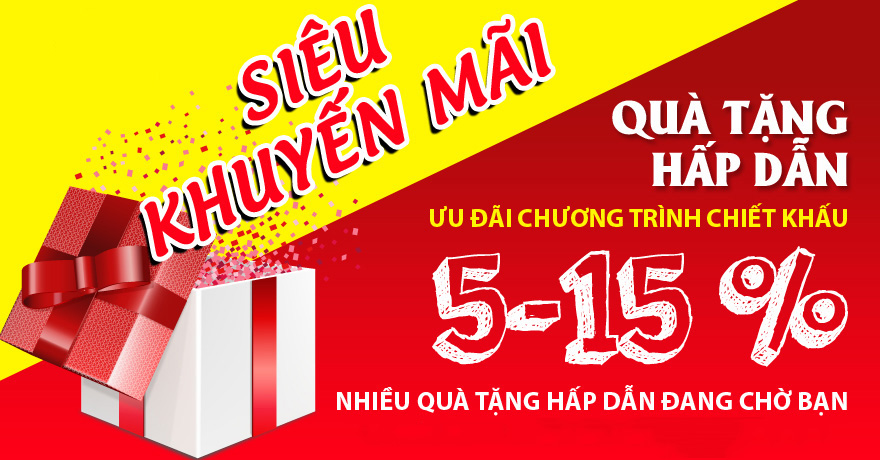 SIÊU
KHUYẾN MÃI
QUÀ TẶNG
HẤP DẪN
ƯU ĐÃI CHƯƠNG TRÌNH CHIẾT KHẤU
5-15 %
NHIỀU QUÀ TẶNG HẤP DẪN ĐANG CHỜ BẠN